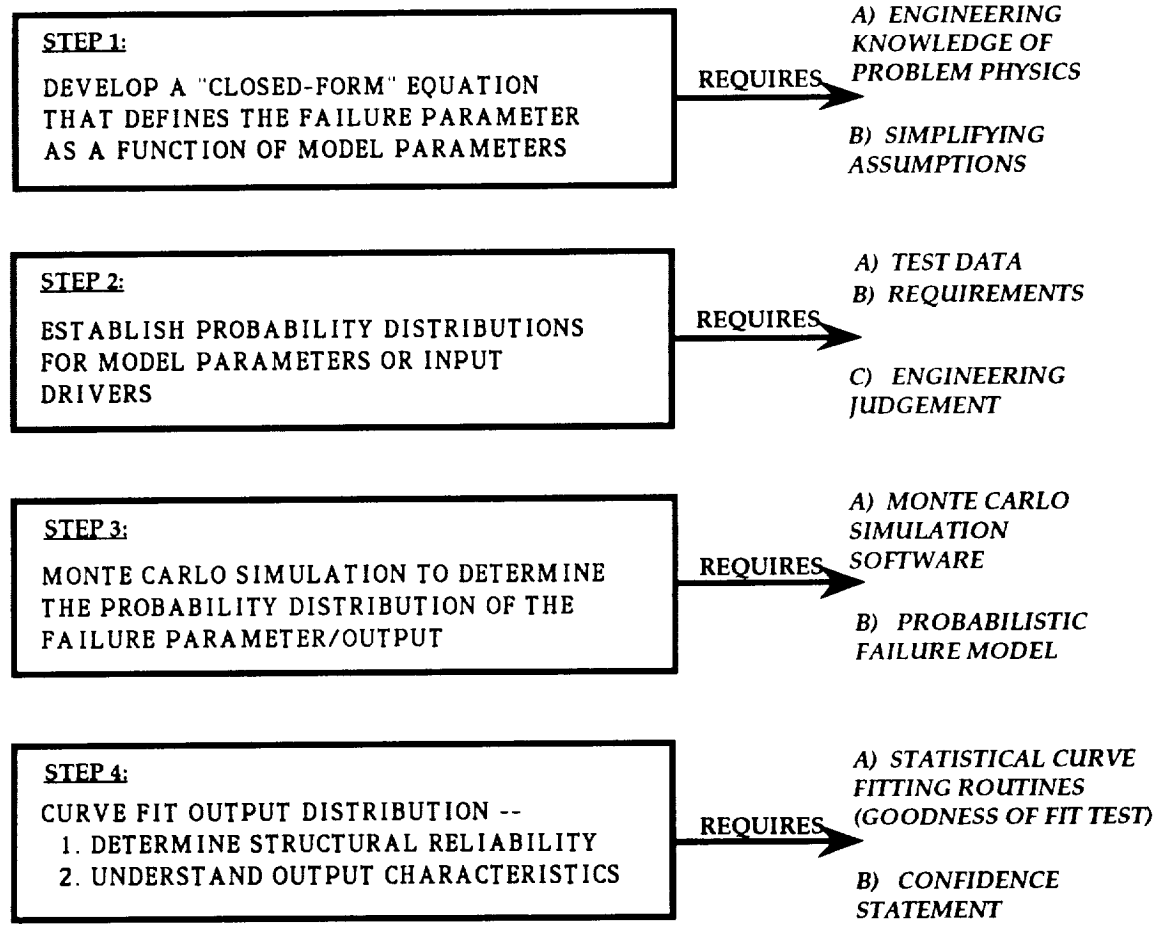 STEP 1:
DEVELOP A "CLOSED-FORM" EQUATION
THAT DEFINES THE FAILURE PARAMETER
AS A FUNCTION OF MODEL PARAMETERS
REQUIRES
A) ENGINEERING
KNOWLEDGE OF
PROBLEM PHYSICS
B) SIMPLIFYING
ASSUMPTIONS
STEP 2:
ESTABLISH PROBABILITY DISTRIBUTIONS
FOR MODEL PARAMETERS OR INPUT
DRIVERS
REQUIRES
A) TEST DATA
B) REQUIREMENTS
C) ENGINEERING
JUDGEMENT
STEP 3:
MONTE CARLO SIMULATION TO DETERMINE
THE PROBABILITY DISTRIBUTION OF THE
FAILURE PARAMETER/OUTPUT
REQUIRES
A) MONTE CARLO
SIMULATION
SOFTWARE
B) PROBABILISTIC
FAILURE MODEL
STEP 4:
CURVE FIT OUTPUT DISTRIBUTION --
1. DETERMINE STRUCTURAL RELIABILITY
2. UNDERSTAND OUTPUT CHARACTERISTICS
REQUIRES
A) STATISTICAL CURVE
FITTING ROUTINES
(GOODNESS OF FIT TEST)
B) CONFIDENCE
STATEMENT